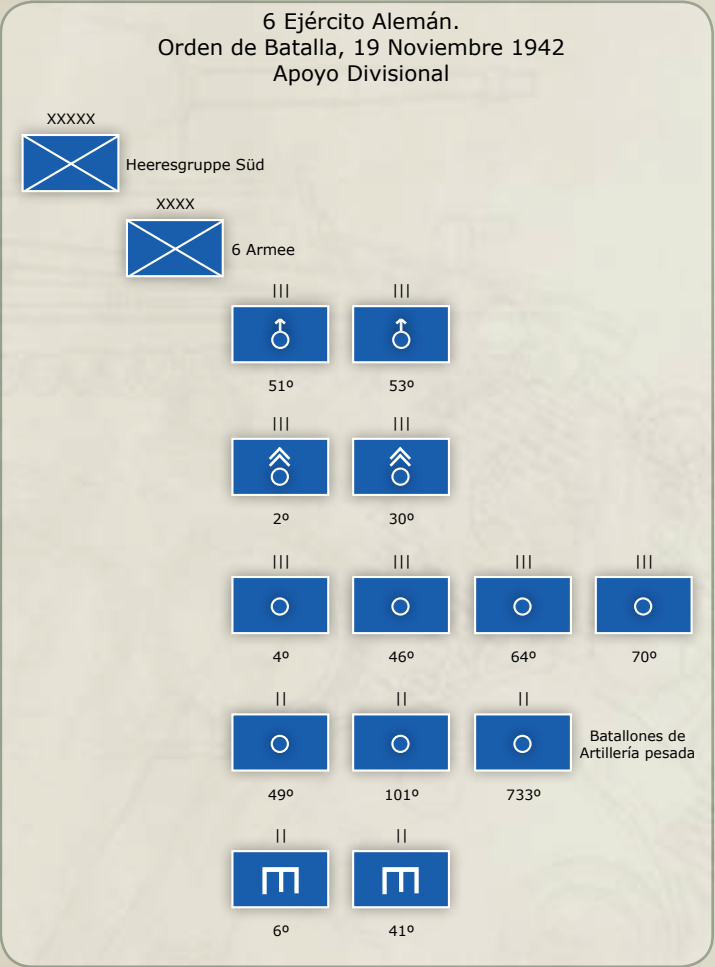 6 Ejército Alemán.
Orden de Batalla, 19 Noviembre 1942
Apoyo Divisional
XXXXX
Heeresgruppe Süd
XXXX
6 Armee
III III
51º 53º
III III
2º 30º
III III III III
4º 46º 64º 70º
II II II
Batallones de
Artillería pesada
49º 101º 733º
II II
6º 41º